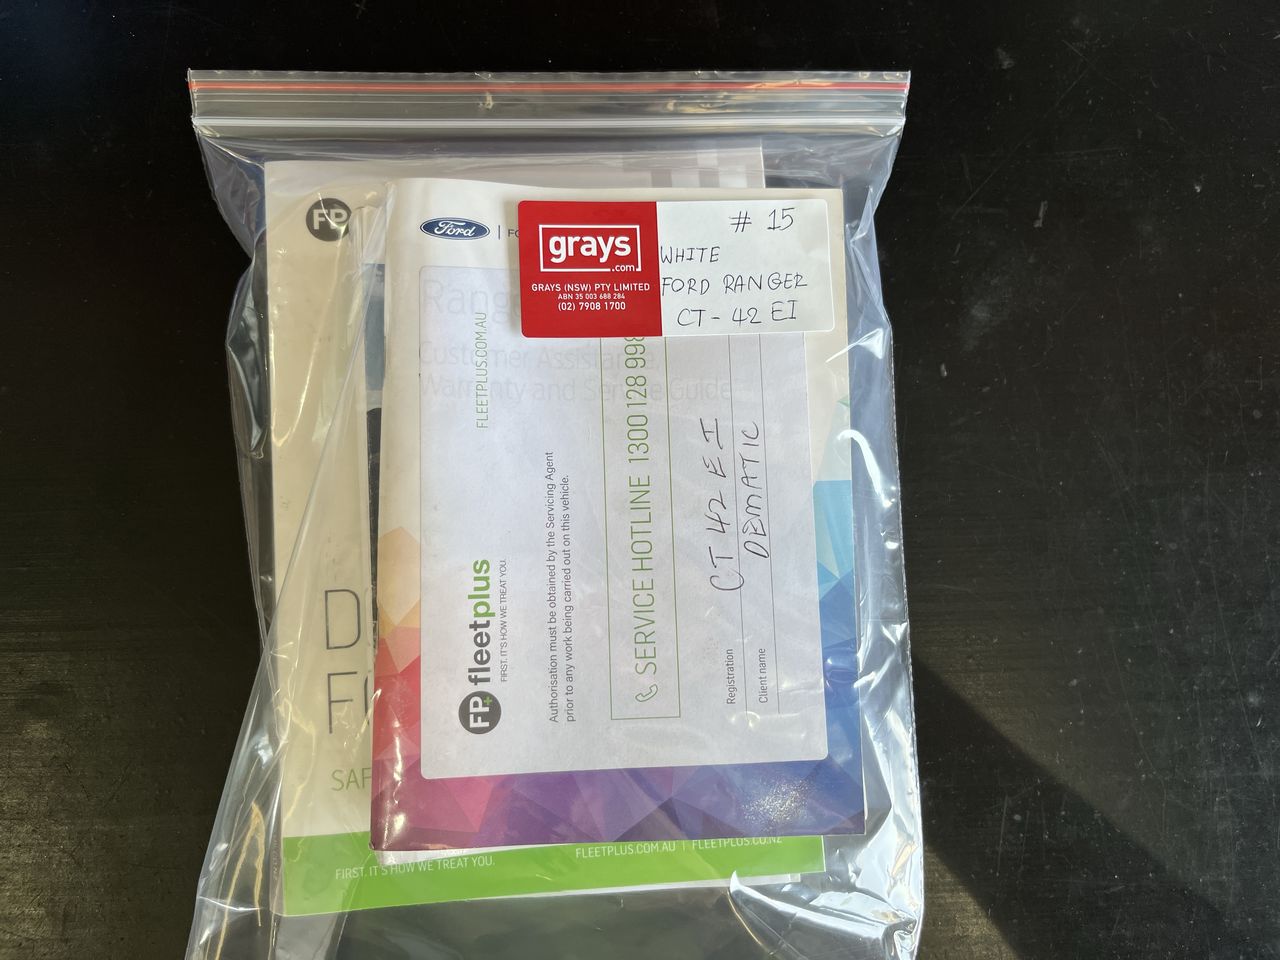 FP
Ford
grays
.com
GRAYS (NSW) PTY LIMITED
ABN 35 003 688 284
(02) 7908 1700
# 15
WHITE
FORD RANGER
CT-42 EI
Customer Assistance
Warranty and Service Guide
FP+ fleetplus
FIRST. IT'S HOW WE TREAT YOU.
FLEETPLUS.COM.AU
Authorisation must be obtained by the Servicing Agent
prior to any work being carried out on this vehicle.
SERVICE HOTLINE 1300 128 998
Registration CT 42 EI
Client name DEMATIC
FIRST. IT'S HOW WE TREAT YOU.
FLEETPLUS.COM.AU | FLEETPLUS.CO.NZ